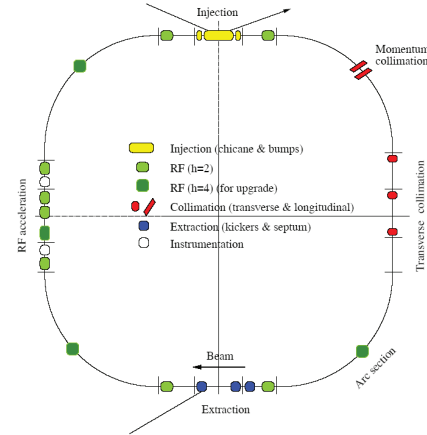 Injection
Momentum
collimation
Injection (chicane & bumps)
RF (h=2)
RF (h=4) (for upgrade)
Collimation (transverse & longitudinal)
Extraction (kickers & septum)
Instrumentation
RF acceleration
Transverse collimation
Beam
Arc section
Extraction